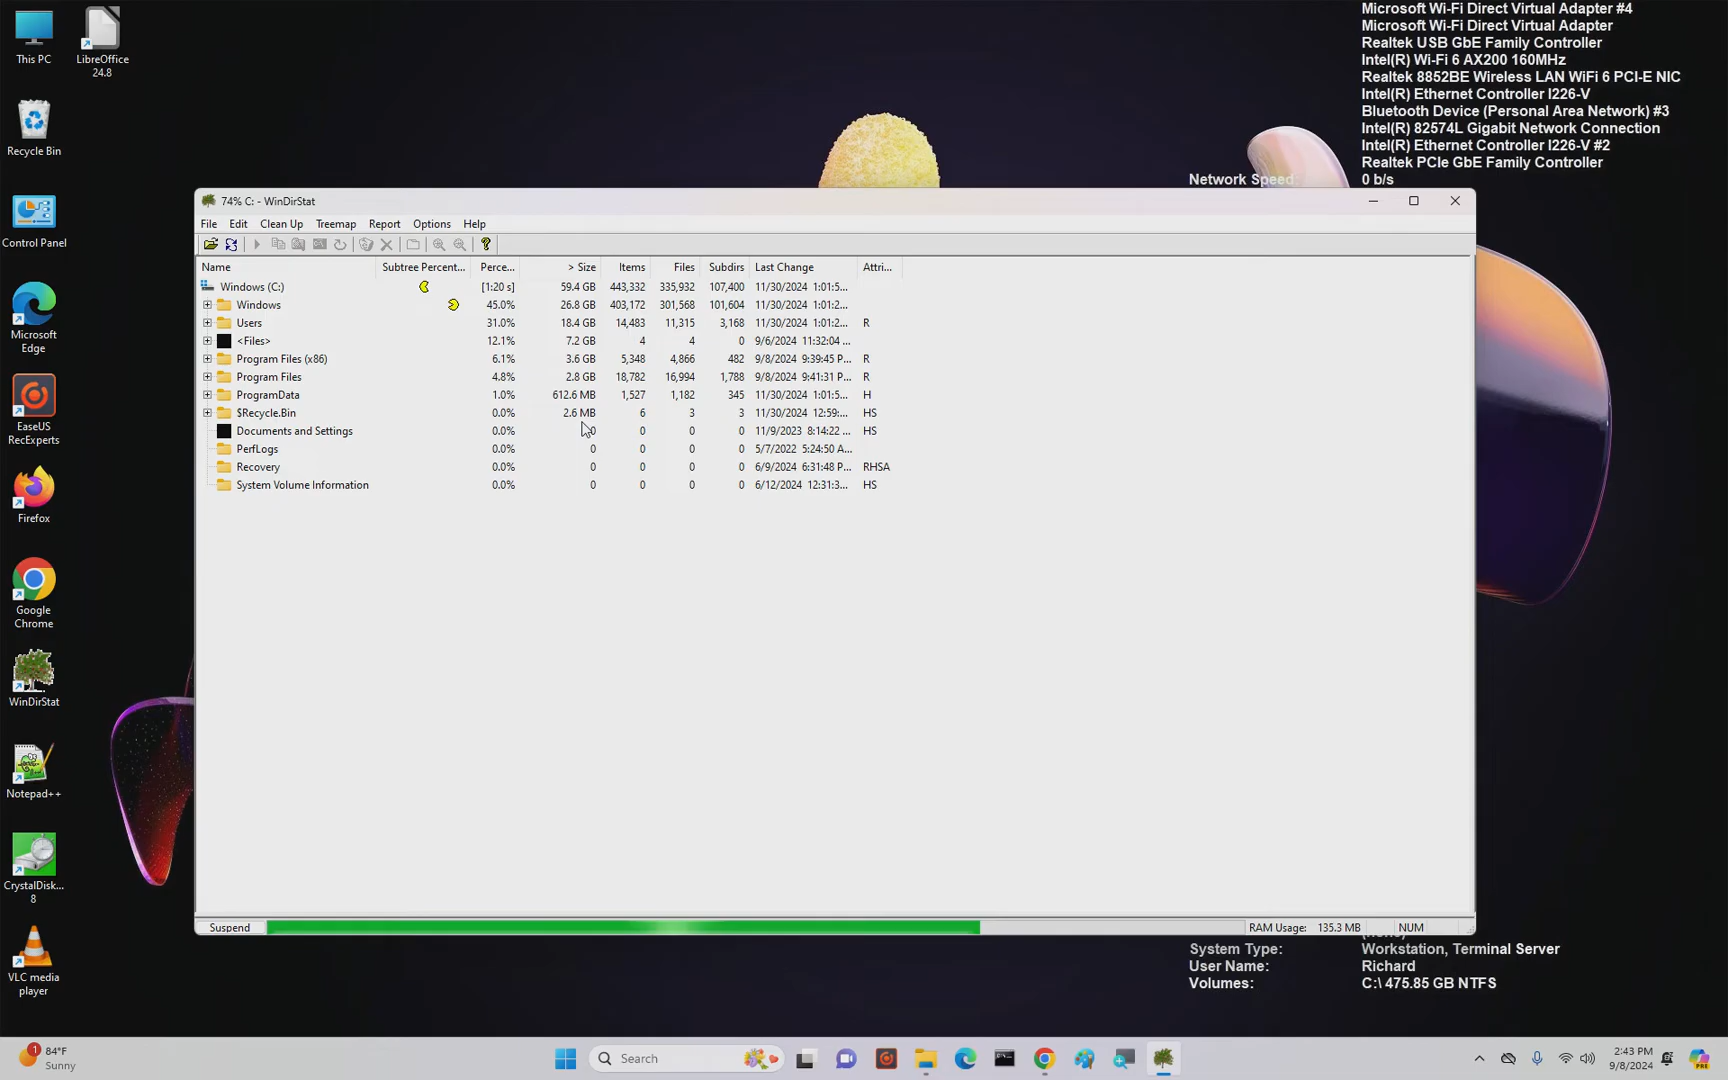 This PC
LibreOffice
24.8
Recycle Bin
Control Panel
Microsoft
Edge
EaseUS
RecExperts
Firefox
Google
Chrome
WinDirStat
Notepad++
CrystalDisk...
8
VLC media
player
Microsoft Wi-Fi Direct Virtual Adapter #4
Microsoft Wi-Fi Direct Virtual Adapter
Realtek USB GbE Family Controller
Intel(R) Wi-Fi 6 AX200 160MHz
Realtek 8852BE Wireless LAN WiFi 6 PCI-E NIC
Intel(R) Ethernet Controller I226-V
Bluetooth Device (Personal Area Network) #3
Intel(R) 82574L Gigabit Network Connection
Intel(R) Ethernet Controller I226-V #2
Realtek PCIe GbE Family Controller
Network Speed: 0 b/s
74% C: - WinDirStat
File Edit Clean Up Treemap Report Options Help
Name Subtree Percent... Perce... > Size Items Files Subdirs Last Change Attri...
Windows (C:) [1:20 s] 59.4 GB 443,332 335,932 107,400 11/30/2024 1:01:5...
Windows 45.0% 26.8 GB 403,172 301,568 101,604 11/30/2024 1:01:2...
Users 31.0% 18.4 GB 14,483 11,315 3,168 11/30/2024 1:01:2... R
<Files> 12.1% 7.2 GB 4 4 0 9/6/2024 11:32:04 ...
Program Files (x86) 6.1% 3.6 GB 5,348 4,866 482 9/8/2024 9:39:45 P... R
Program Files 4.8% 2.8 GB 18,782 16,994 1,788 9/8/2024 9:41:31 P... R
ProgramData 1.0% 612.6 MB 1,527 1,182 345 11/30/2024 1:01:5... H
$Recycle.Bin 0.0% 2.6 MB 6 3 3 11/30/2024 12:59:... HS
Documents and Settings 0.0% 0 0 0 0 11/9/2023 8:14:22 ... HS
PerfLogs 0.0% 0 0 0 0 5/7/2022 5:24:50 A...
Recovery 0.0% 0 0 0 0 6/9/2024 6:31:48 P... RHSA
System Volume Information 0.0% 0 0 0 0 6/12/2024 12:31:3... HS
Suspend RAM Usage: 135.3 MB NUM
System Type: Workstation, Terminal Server
User Name: Richard
Volumes: C:\ 475.85 GB NTFS
1
84°F
Sunny
Search
PRE
2:43 PM
9/8/2024